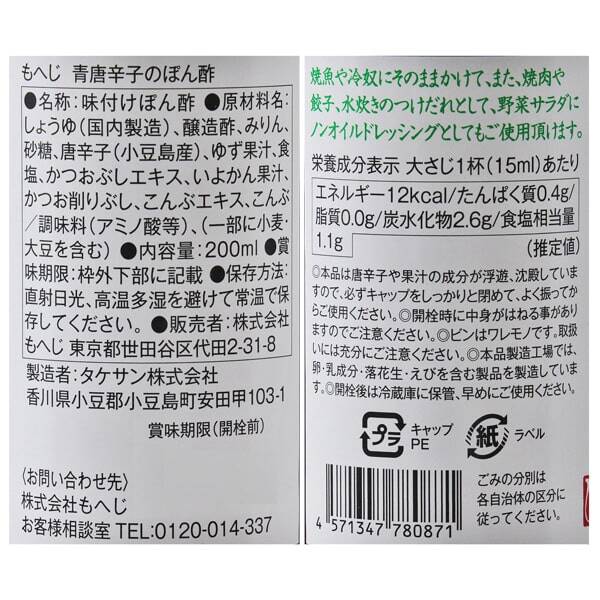 もへじ 青唐辛子のぽん酢
●名称:味付けぽん酢 ●原材料名:
しょうゆ(国内製造)、醸造酢、みりん、
砂糖、唐辛子(小豆島産)、ゆず果汁、食
塩、かつおぶしエキス、いよかん果汁、
かつお削りぶし、こんぶエキス、こんぶ
/調味料(アミノ酸等)、(一部に小麦・
大豆を含む) ●内容量:200ml ●賞
味期限:枠外下部に記載 ●保存方法:
直射日光、高温多湿を避けて常温で保
存してください。 ●販売者:株式会社
もへじ 東京都世田谷区代田2-31-8
製造者:タケサン株式会社
香川県小豆郡小豆島町安田甲103-1
賞味期限(開栓前)
〈お問い合わせ先〉
株式会社もへじ
お客様相談室 TEL:0120-014-337
焼魚や冷奴にそのままかけて、また、焼肉や
餃子、水炊きのつけだれとして、野菜サラダに
ノンオイルドレッシングとしてもご使用頂けます。
栄養成分表示 大さじ1杯(15ml)あたり
エネルギー12kcal/たんぱく質0.4g/
脂質0.0g/炭水化物2.6g/食塩相当量
1.1g
(推定値)
◎本品は唐辛子や果汁の成分が浮遊、沈殿しています
ので、必ずキャップをしっかりと閉めて、よく振ってか
らご使用ください。◎開栓時に中身がはねる事があり
ますのでご注意ください。◎ビンはワレモノです。取扱
いには充分にご注意ください。◎本品製造工場では、
卵・乳成分・落花生・えびを含む製品を製造していま
す。◎開栓後は冷蔵庫に保管、早めにご使用ください。
プラ
キャップ
PE
紙
ラベル
ごみの分別は
各自治体の区分に
従ってください。
4 571347 780871